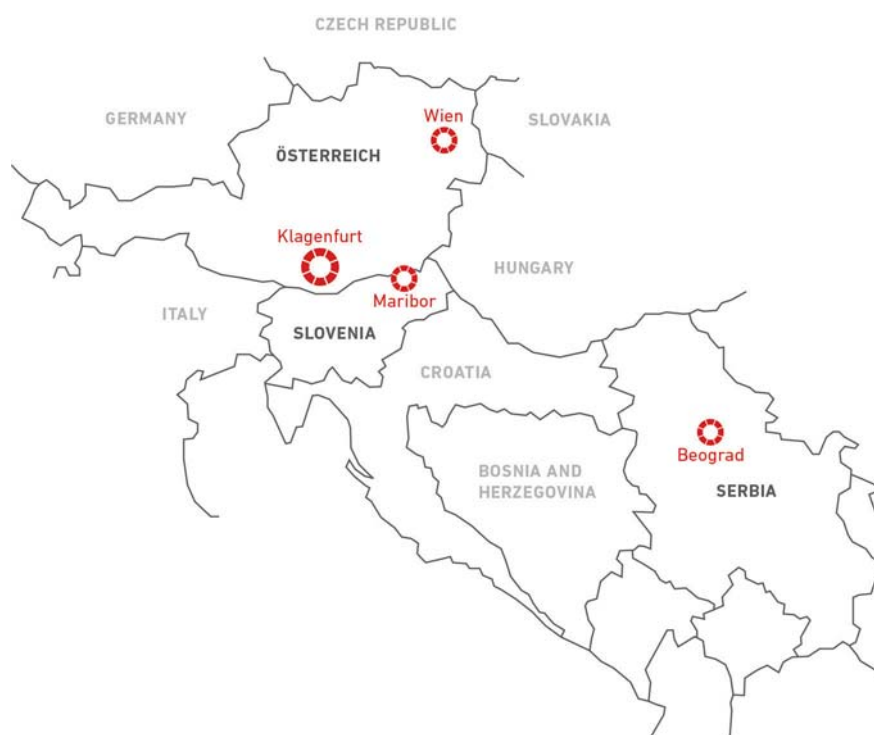 CZECH REPUBLIC
GERMANY
Wien
SLOVAKIA
ÖSTERREICH
Klagenfurt
HUNGARY
Maribor
ITALY
SLOVENIA
CROATIA
Beograd
BOSNIA AND
HERZEGOVINA
SERBIA